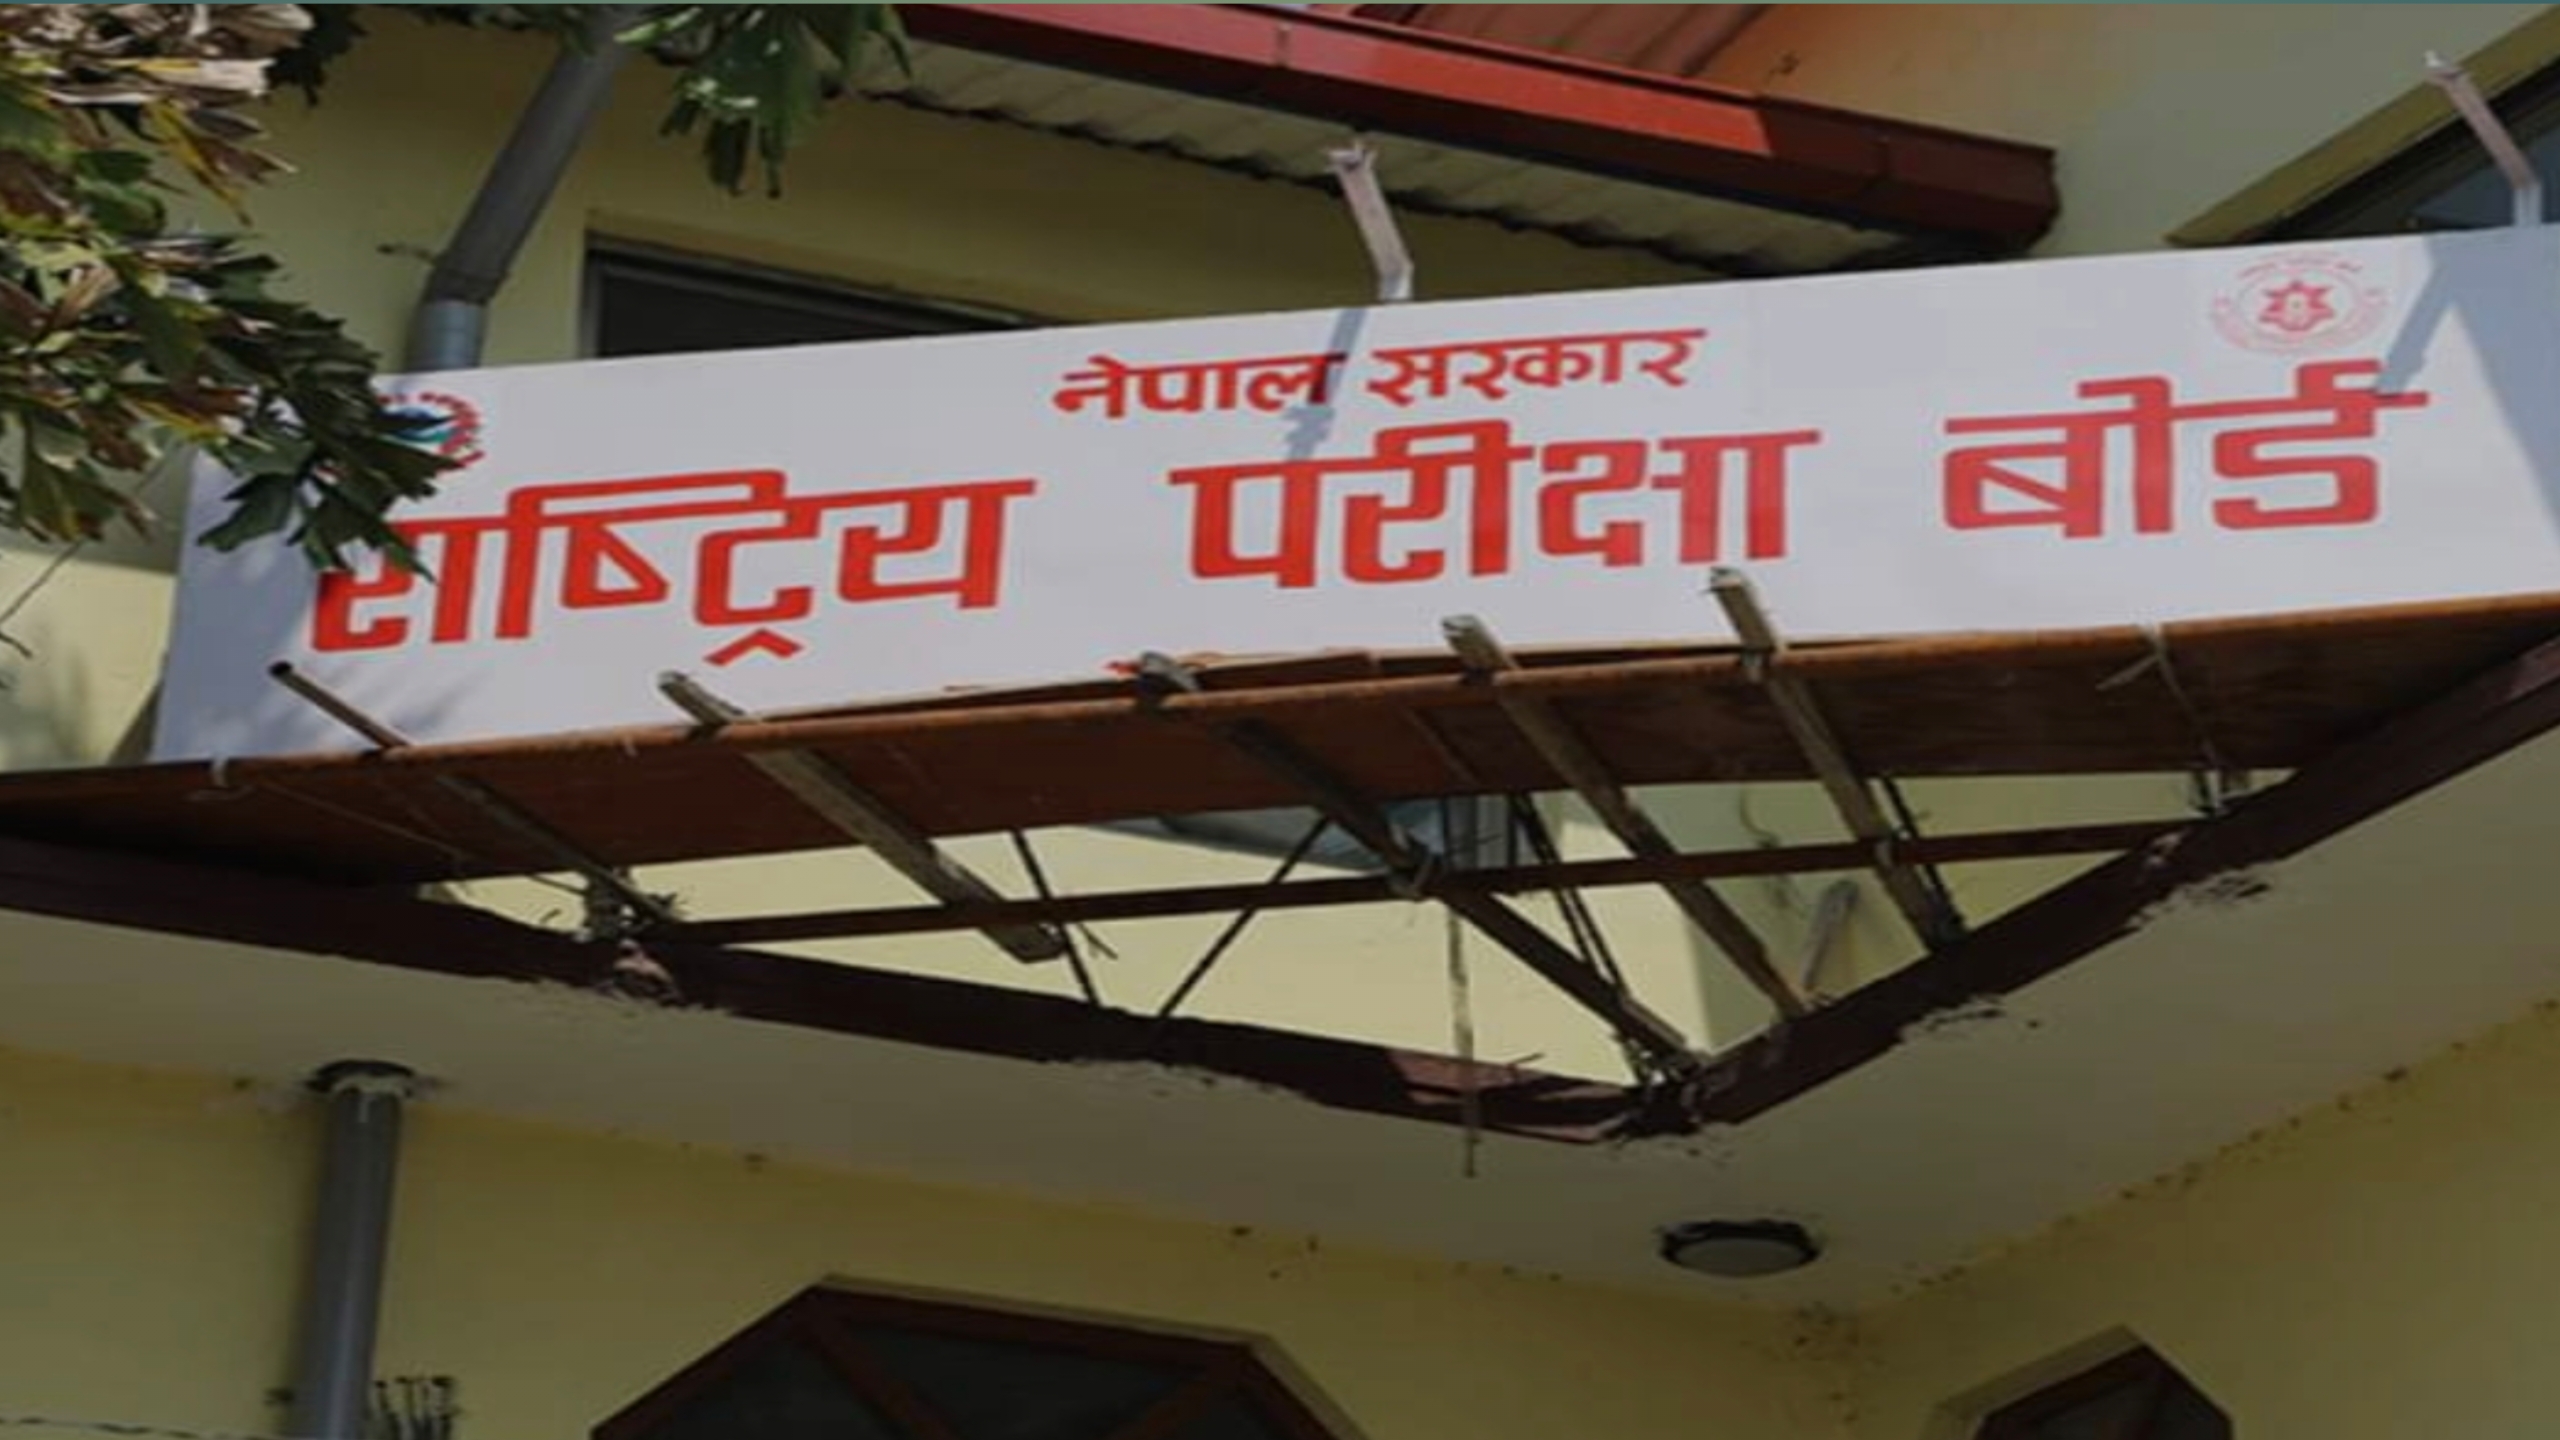 नेपाल सरकार
राष्ट्रिय परीक्षा बोर्ड